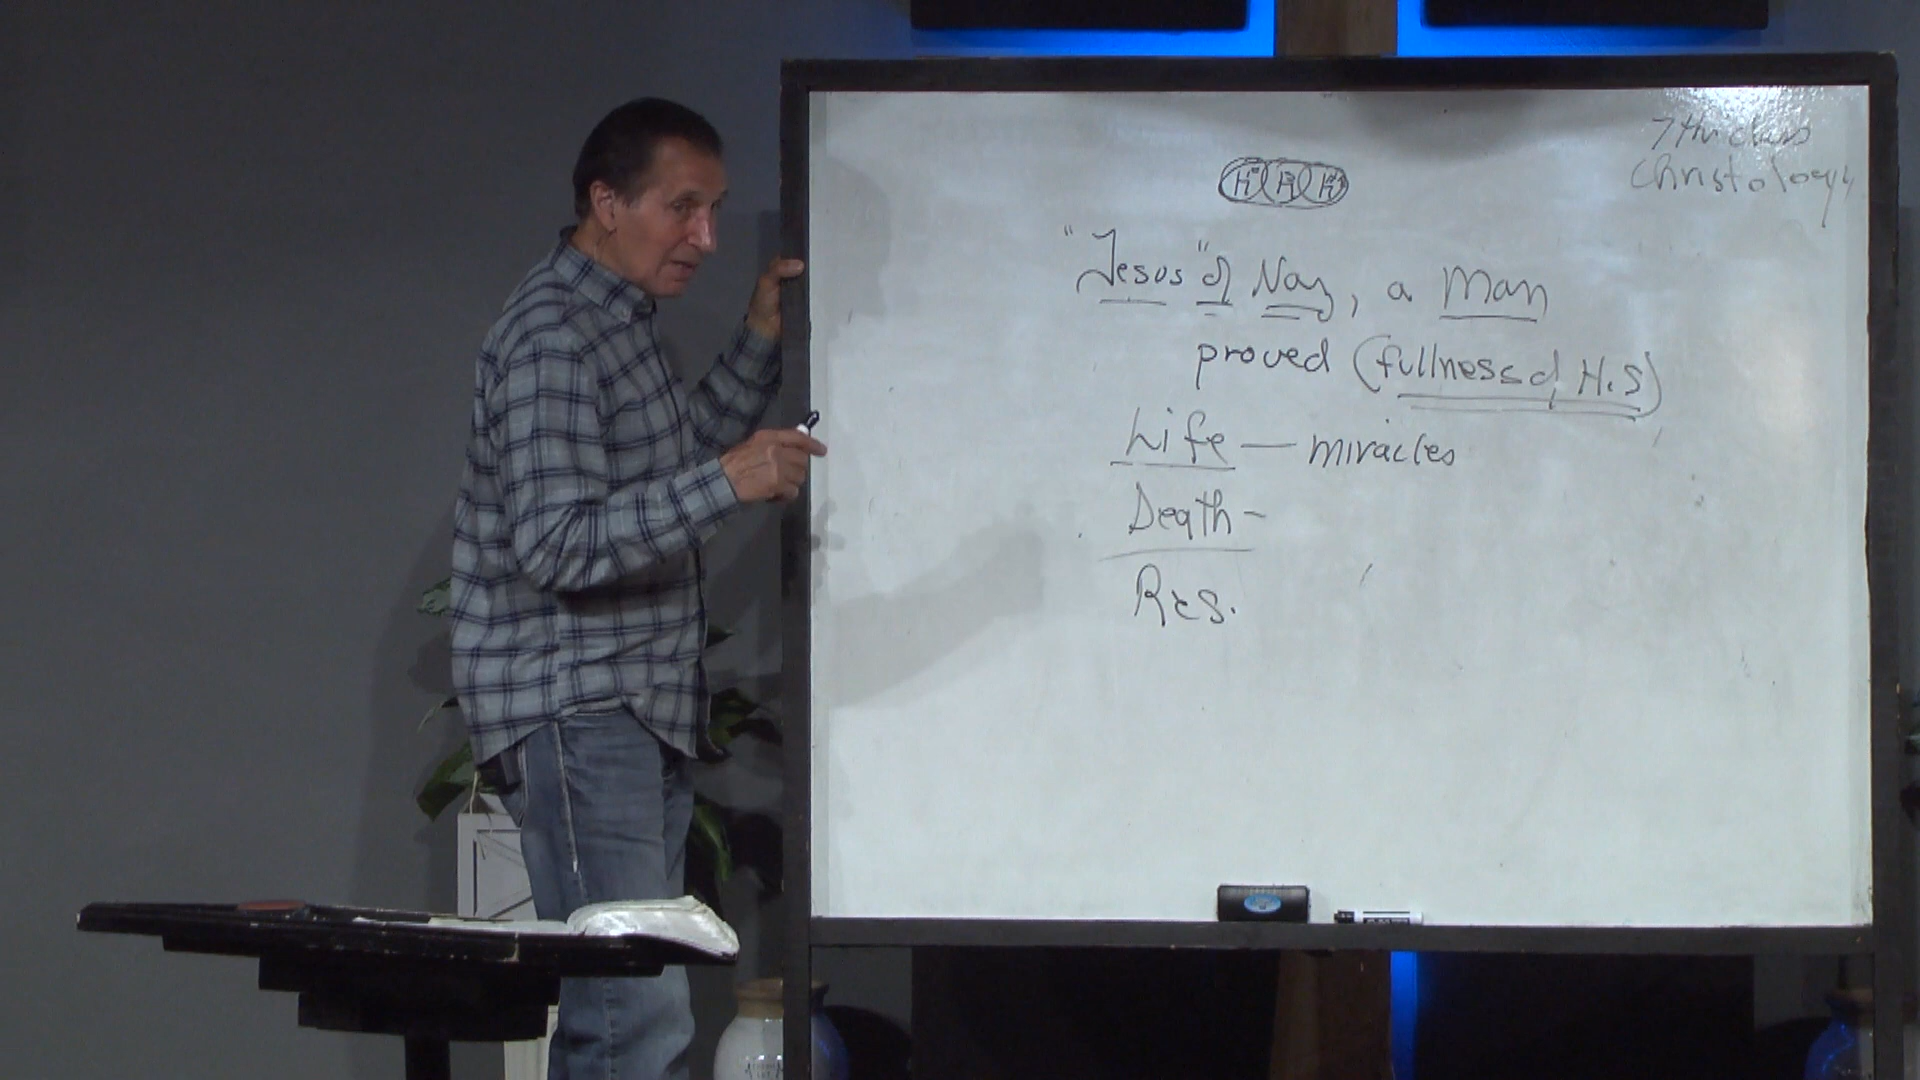 7th class
Christology
"Jesus" of Naz, a Man
proved (fullness of H.S)
Life — miracles
Death -
Res.